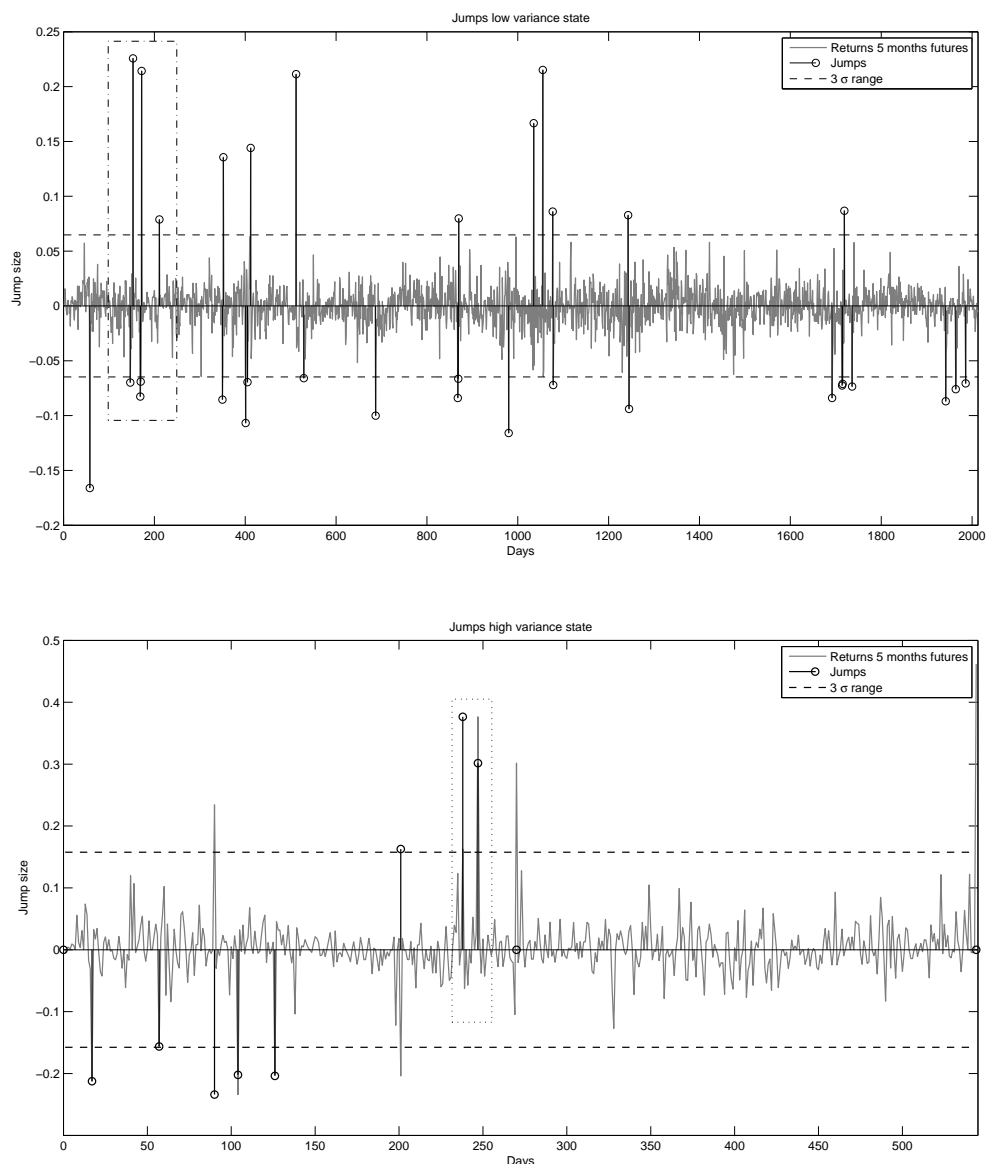 Jumps low variance state
Returns 5 months futures
Jumps
3 σ range
Jump size
0.25
0.2
0.15
0.1
0.05
0
−0.05
−0.1
−0.15
−0.2
0 200 400 600 800 1000 1200 1400 1600 1800 2000
Days
Jumps high variance state
Returns 5 months futures
Jumps
3 σ range
Jump size
0.5
0.4
0.3
0.2
0.1
0
−0.1
−0.2
0 50 100 150 200 250 300 350 400 450 500
Days